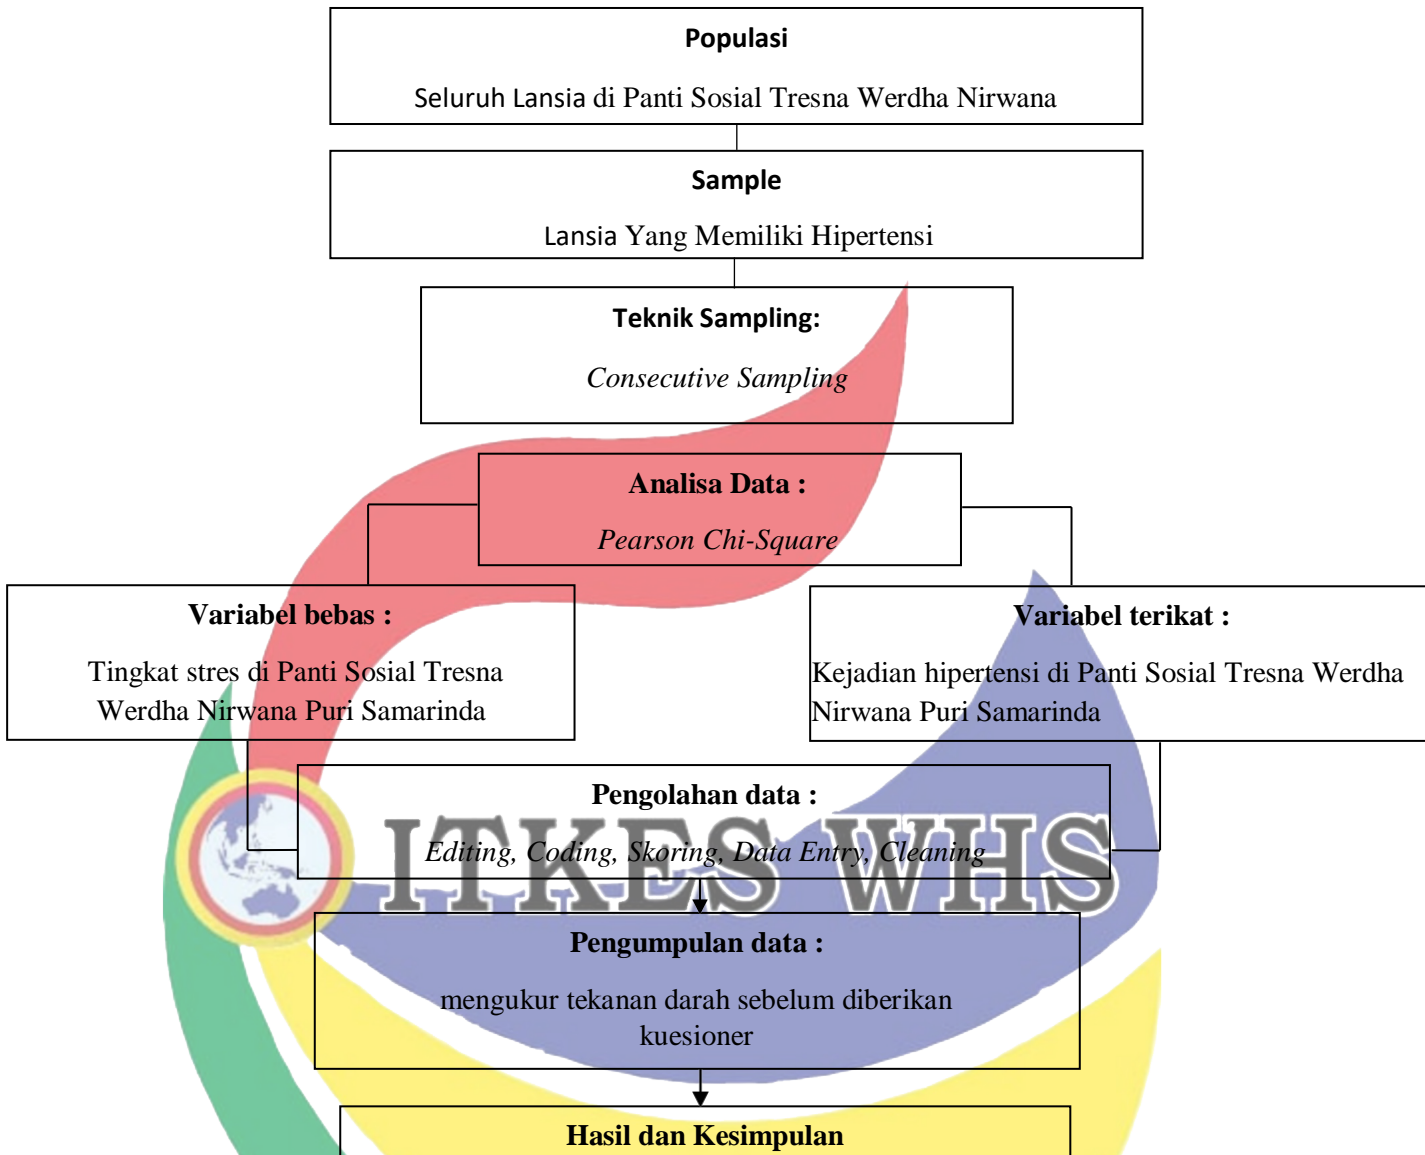 Populasi
Seluruh Lansia di Panti Sosial Tresna Werdha Nirwana
Sample
Lansia Yang Memiliki Hipertensi
Teknik Sampling:
Consecutive Sampling
Analisa Data :
Pearson Chi-Square
Variabel bebas :
Tingkat stres di Panti Sosial Tresna
Werdha Nirwana Puri Samarinda
Variabel terikat :
Kejadian hipertensi di Panti Sosial Tresna Werdha
Nirwana Puri Samarinda
Pengolahan data :
Editing, Coding, Skoring, Data Entry, Cleaning
ITKES WHS
Pengumpulan data :
mengukur tekanan darah sebelum diberikan
kuesioner
Hasil dan Kesimpulan